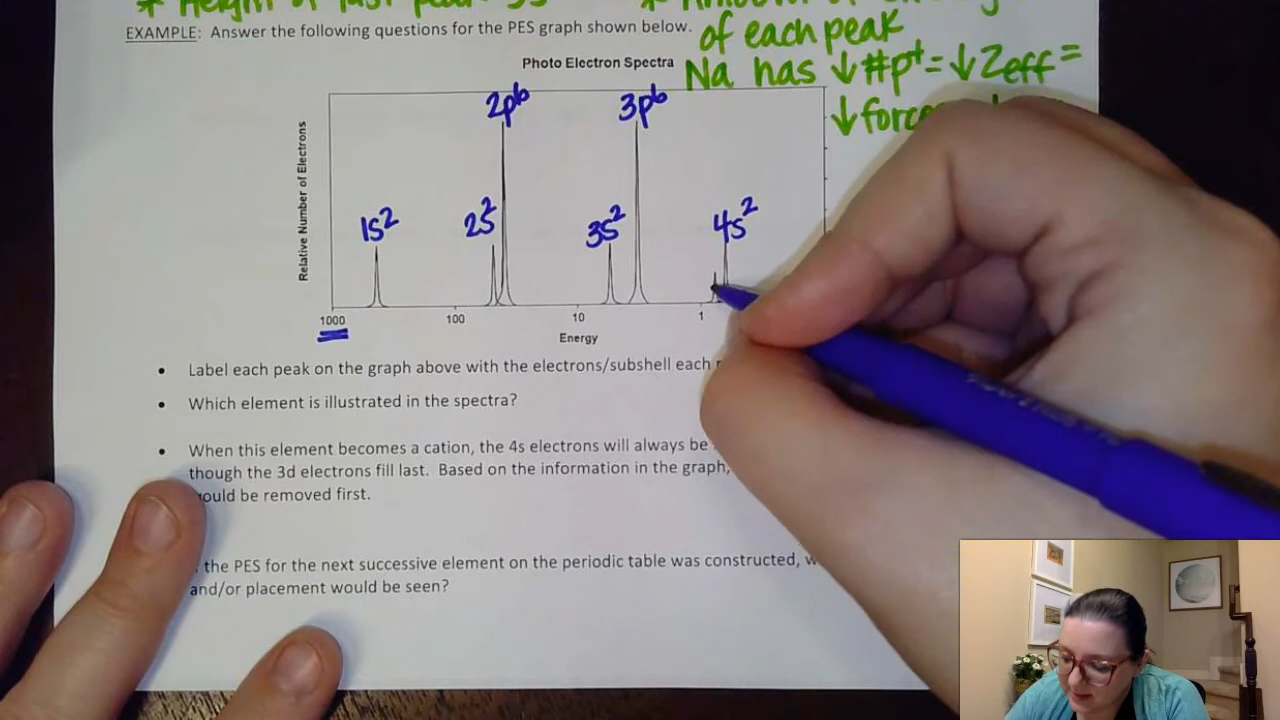 * Height of last peak
EXAMPLE: Answer the following questions for the PES graph shown below.
of each peak
Na has ↓#p⁺=↓Zeff=
↓force
Photo Electron Spectra
2p⁶
3p⁶
1s²
2s²
3s²
4s²
Relative Number of Electrons
1000
100
10
1
Energy
• Label each peak on the graph above with the electrons/subshell each
• Which element is illustrated in the spectra?
• When this element becomes a cation, the 4s electrons will always be
though the 3d electrons fill last. Based on the information in the graph,
would be removed first.
the PES for the next successive element on the periodic table was constructed,
and/or placement would be seen?